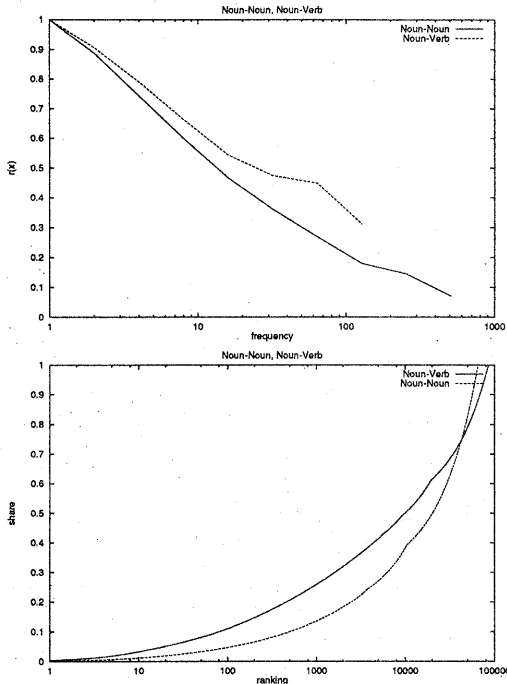 Noun-Noun, Noun-Verb
Noun-Noun
Noun-Verb
1
0.9
0.8
0.7
0.6
0.5
0.4
0.3
0.2
0.1
0
r(x)
1 10 100 1000
frequency
Noun-Noun, Noun-Verb
Noun-Verb
Noun-Noun
1
0.9
0.8
0.7
0.6
0.5
0.4
0.3
0.2
0.1
0
share
1 10 100 1000 10000 100000
ranking